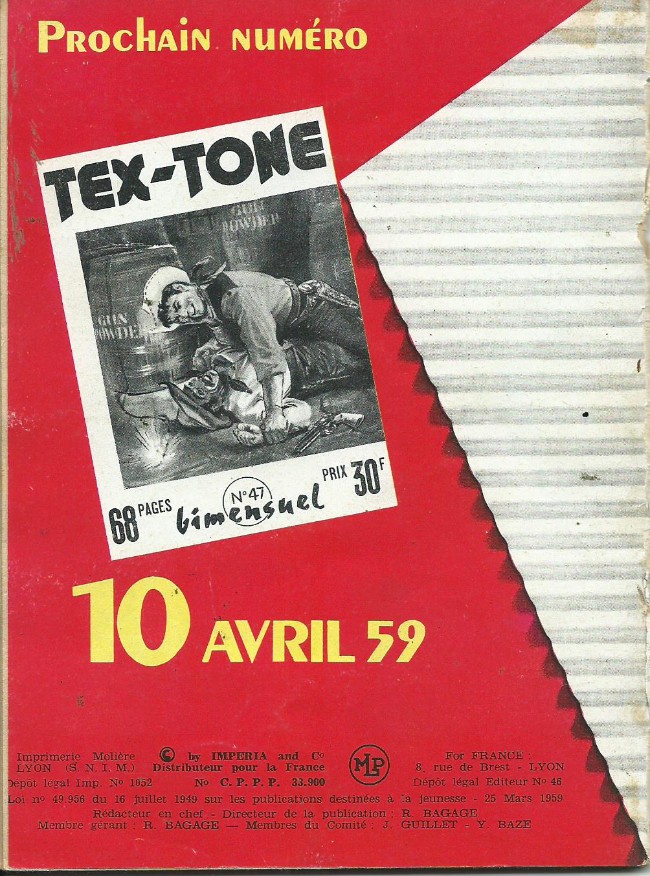 PROCHAIN NUMÉRO
TEX-TONE
GUN
POWDER
GUN
POWDER
68 PAGES
N° 47
bimensuel
PRIX 30F
10 AVRIL 59
Imprimerie Molière
LYON (S. N. I. M.)
Dépôt légal Imp. No 1052
© by IMPERIA and Co
Distributeur pour la France
No C. P. P. P. 33.900
MLP
For FRANCE :
8, rue de Brest - LYON
Dépôt légal Editeur No 46
Loi no 49.956 du 16 juillet 1949 sur les publications destinées à la jeunesse - 25 Mars 1959
Rédacteur en chef - Directeur de la publication : R. BAGAGE
Membre gérant : R. BAGAGE — Membres du Comité : J. GUILLET - Y. BAZE